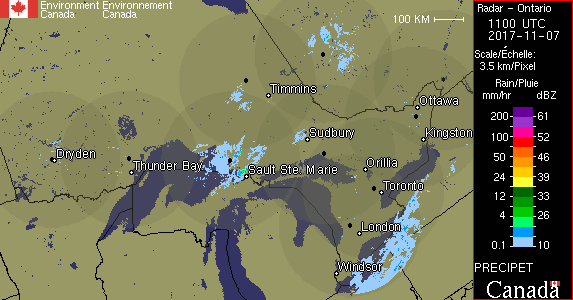 Environment Environnement
Canada Canada
100 KM
Timmins
Ottawa
Kingston
Sudbury
Dryden
Thunder Bay
Sault Ste. Marie
Orillia
Toronto
London
Windsor
Radar - Ontario
1100 UTC
2017-11-07
Scale/Échelle:
3.5 km/Pixel
Rain/Pluie
mm/hr dBZ
200 61
100 52
50 46
24 39
12 33
4 26
2 20
0.1 10
PRECIPET
Canada